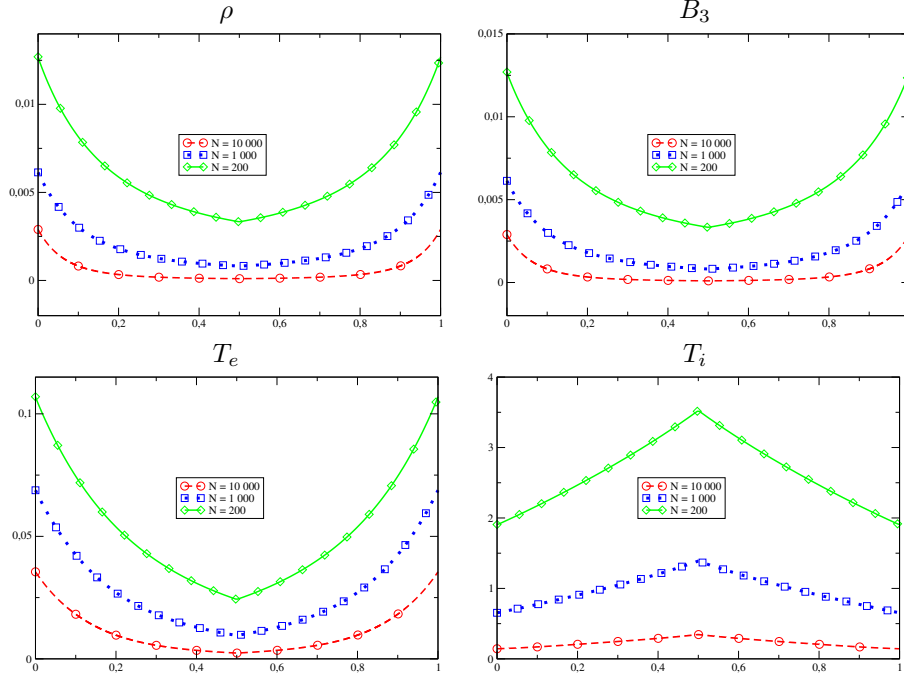 ρ
B₃
0,01
0,005
0
0
0,2
0,4
0,6
0,8
1
N = 10 000
N = 1 000
N = 200
0,015
0,01
0,005
0
0
0,2
0,4
0,6
0,8
N = 10 000
N = 1 000
N = 200
Tₑ
Tᵢ
0,1
0,05
0
0
0,2
0,4
0,6
0,8
1
N = 10 000
N = 1 000
N = 200
4
3
2
1
0
0
0,2
0,4
0,6
0,8
1
N = 10 000
N = 1 000
N = 200